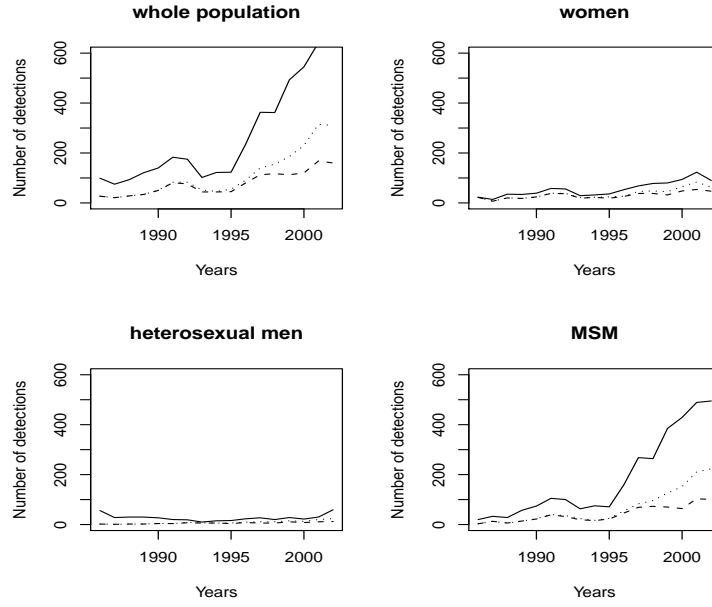 whole population
Number of detections
600
400
200
0
1990
1995
2000
Years
women
Number of detections
600
400
200
0
1990
1995
2000
Years
heterosexual men
Number of detections
600
400
200
0
1990
1995
2000
Years
MSM
Number of detections
600
400
200
0
1990
1995
2000
Years